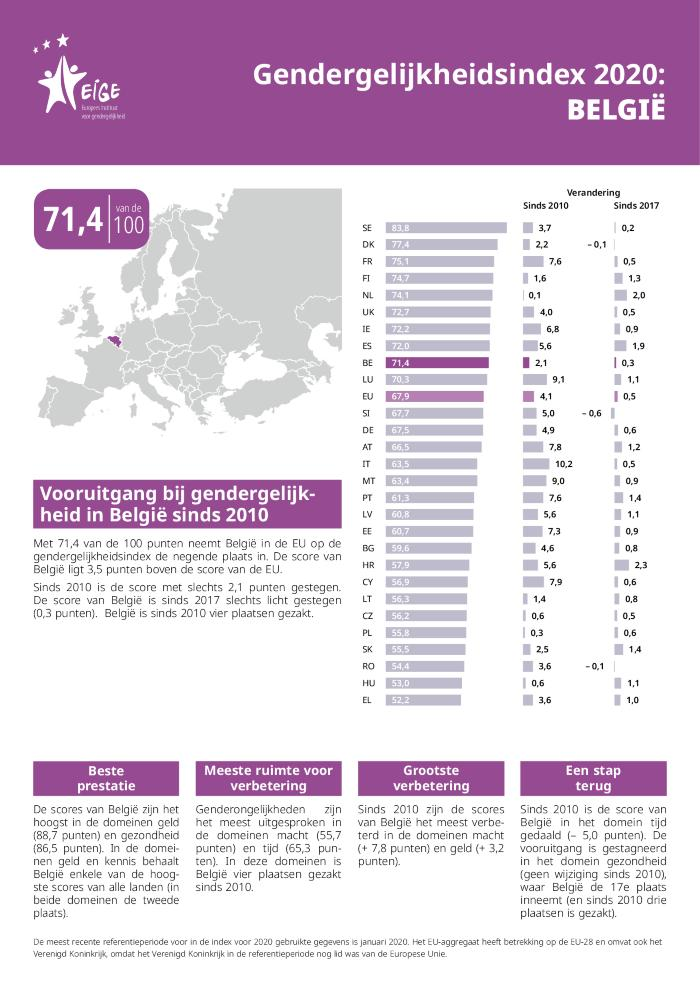 EIGE
Europees Instituut
voor gendergelijkheid
Gendergelijkheidsindex 2020:
BELGIË
71,4 van de 100
Verandering
Sinds 2010 Sinds 2017
SE 83,8 3,7 0,2
DK 77,4 2,2 – 0,1
FR 75,1 7,6 0,5
FI 74,7 1,6 1,3
NL 74,1 0,1 2,0
UK 72,7 4,0 0,5
IE 72,2 6,8 0,9
ES 72,0 5,6 1,9
BE 71,4 2,1 0,3
LU 70,3 9,1 1,1
EU 67,9 4,1 0,5
SI 67,7 5,0 – 0,6
DE 67,5 4,9 0,6
AT 66,5 7,8 1,2
IT 63,5 10,2 0,5
MT 63,4 9,0 0,9
PT 61,3 7,6 1,4
LV 60,8 5,6 1,1
EE 60,7 7,3 0,9
BG 59,6 4,6 0,8
HR 57,9 5,6 2,3
CY 56,9 7,9 0,6
LT 56,3 1,4 0,8
CZ 56,2 0,6 0,5
PL 55,8 0,3 0,6
SK 55,5 2,5 1,4
RO 54,4 3,6 – 0,1
HU 53,0 0,6 1,1
EL 52,2 3,6 1,0
Vooruitgang bij gendergelijk-
heid in België sinds 2010
Met 71,4 van de 100 punten neemt België in de EU op de
gendergelijkheidsindex de negende plaats in. De score van
België ligt 3,5 punten boven de score van de EU.
Sinds 2010 is de score met slechts 2,1 punten gestegen.
De score van België is sinds 2017 slechts licht gestegen
(0,3 punten). België is sinds 2010 vier plaatsen gezakt.
Beste
prestatie
De scores van België zijn het
hoogst in de domeinen geld
(88,7 punten) en gezondheid
(86,5 punten). In de domei-
nen geld en kennis behaalt
België enkele van de hoog-
ste scores van alle landen (in
beide domeinen de tweede
plaats).
Meeste ruimte voor
verbetering
Genderongelijkheden zijn
het meest uitgesproken in
de domeinen macht (55,7
punten) en tijd (65,3 pun-
ten). In deze domeinen is
België vier plaatsen gezakt
sinds 2010.
Grootste
verbetering
Sinds 2010 zijn de scores
van België het meest verbe-
terd in de domeinen macht
(+ 7,8 punten) en geld (+ 3,2
punten).
Een stap
terug
Sinds 2010 is de score van
België in het domein tijd
gedaald (– 5,0 punten). De
vooruitgang is gestagneerd
in het domein gezondheid
(geen wijziging sinds 2010),
waar België de 17e plaats
inneemt (en sinds 2010 drie
plaatsen is gezakt).
De meest recente referentieperiode voor in de index voor 2020 gebruikte gegevens is januari 2020. Het EU-aggregaat heeft betrekking op de EU-28 en omvat ook het
Verenigd Koninkrijk, omdat het Verenigd Koninkrijk in de referentieperiode nog lid was van de Europese Unie.